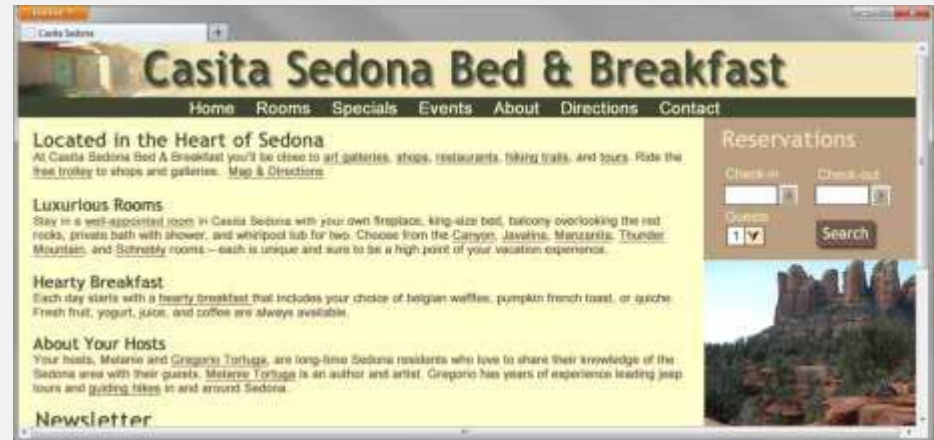 Casita Sedona
Casita Sedona Bed & Breakfast
Home Rooms Specials Events About Directions Contact
Located in the Heart of Sedona
At Casita Sedona Bed & Breakfast you'll be close to art galleries, shops, restaurants, hiking trails, and tours. Ride the
free trolley to shops and galleries. Map & Directions
Luxurious Rooms
Stay in a well-appointed room in Casita Sedona with your own fireplace, king-size bed, balcony overlooking the red
rocks, private bath with shower, and whirlpool tub for two. Choose from the Canyon, Javalina, Manzanita, Thunder
Mountain, and Schnebly rooms – each is unique and sure to be a high point of your vacation experience.
Hearty Breakfast
Each day starts with a hearty breakfast that includes your choice of belgian waffles, pumpkin french toast, or quiche.
Fresh fruit, yogurt, juice, and coffee are always available.
About Your Hosts
Your hosts, Melanie and Gregorio Tortuga, are long-time Sedona residents who love to share their knowledge of the
Sedona area with their guests. Melanie Tortuga is an author and artist. Gregorio has years of experience leading jeep
tours and guiding hikes in and around Sedona.
Newsletter
Reservations
Check-in Check-out
Guests
1
Search